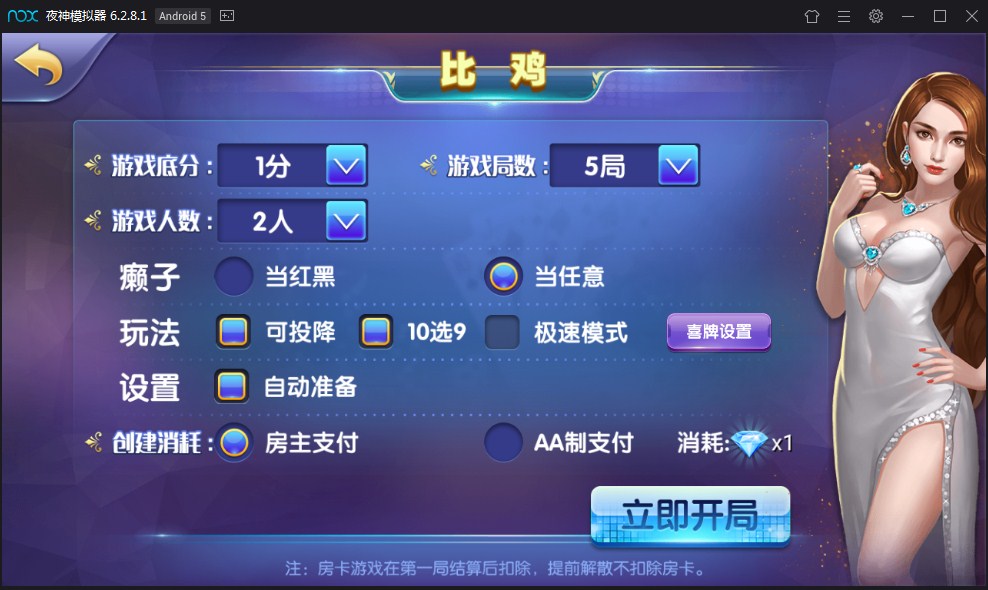 nox 夜神模拟器 6.2.8.1 Android 5
比 鸡
游戏底分: 1分 游戏局数: 5局
游戏人数: 2人
癞子 当红黑 当任意
玩法 可投降 10选9 极速模式 喜牌设置
设置 自动准备
创建消耗: 房主支付 AA制支付 消耗: x1
立即开局
注: 房卡游戏在第一局结算后扣除，提前解散不扣除房卡。